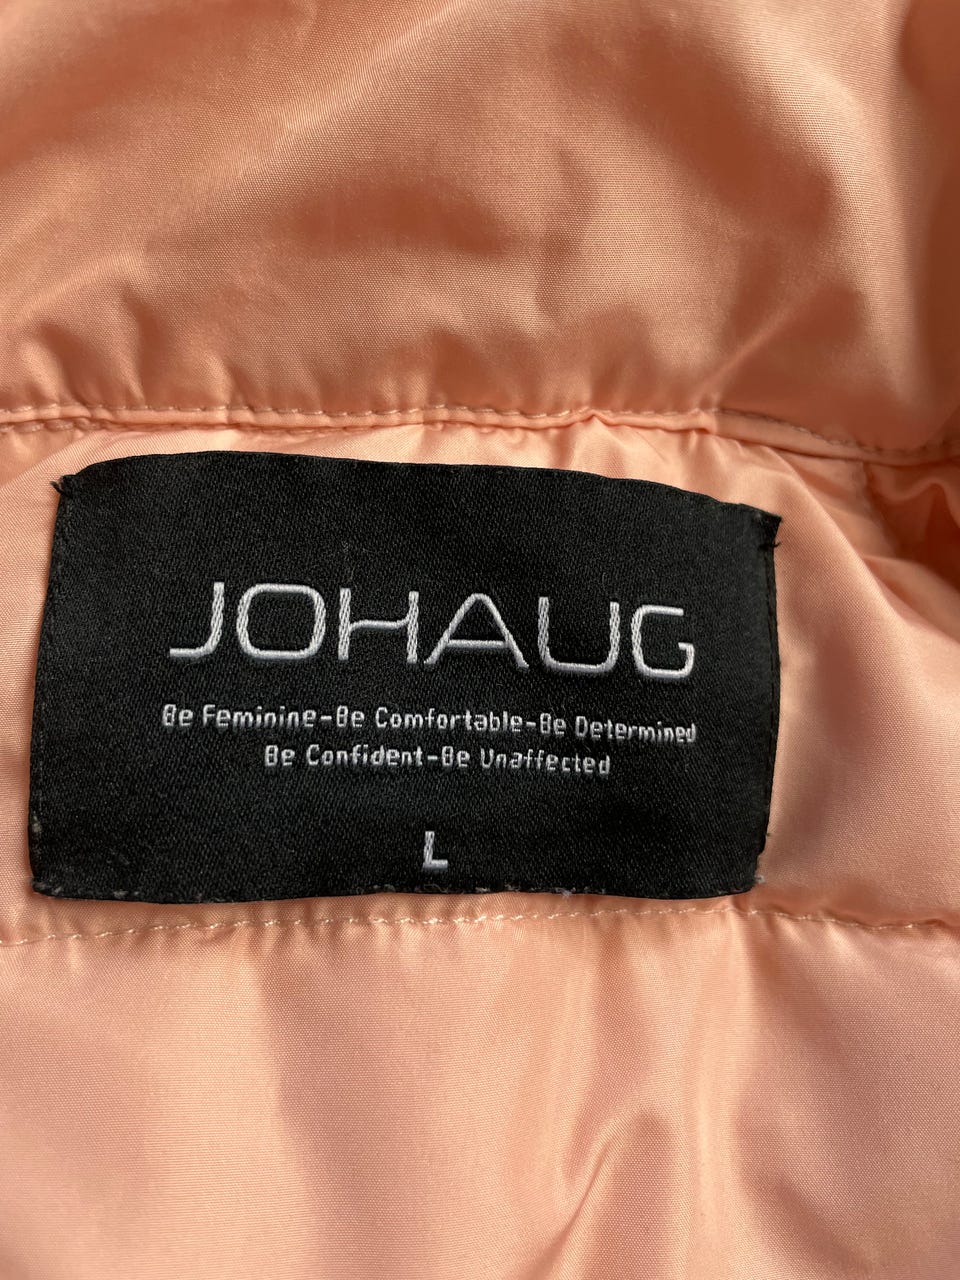 JOHAUG
Be Feminine-Be Comfortable-Be Determined
Be Confident-Be Unaffected
L